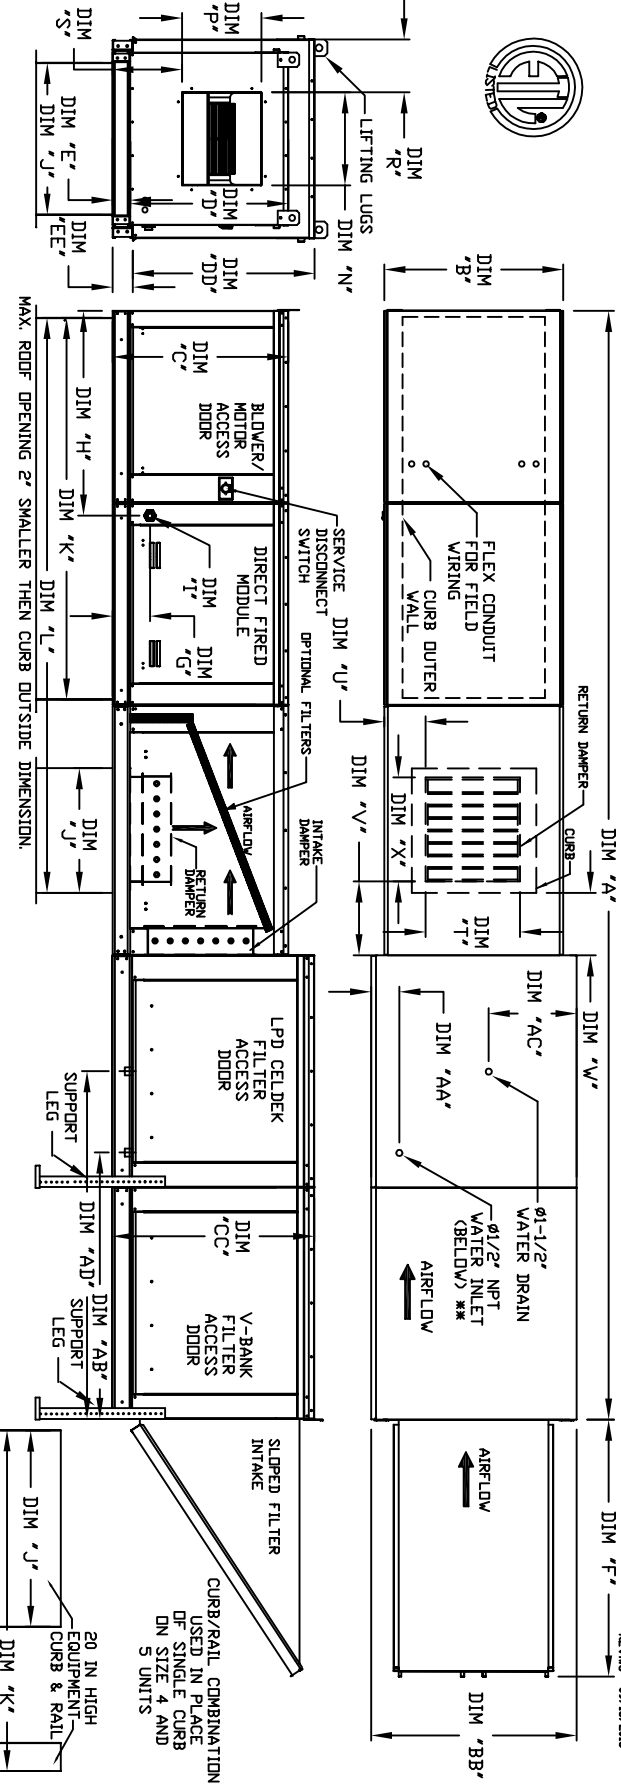 LISTED
DIM "S"
DIM "P"
DIM "R"
LIFTING LUGS
DIM "N"
DIM "E"
DIM "J"
DIM "D"
DIM "EE"
DIM "DD"
DIM "A"
DIM "B"
FLEX CONDUIT
FOR FIELD
WIRING
CURB OUTER
WALL
RETURN DAMPER
CURB
DIM "U"
DIM "V"
DIM "X"
DIM "T"
DIM "W"
DIM "AC"
DIM "AA"
ø1-1/2"
WATER DRAIN
ø1/2" NPT
WATER INLET
(BELOW) **
AIRFLOW
DIM "F"
AIRFLOW
DIM "BB"
DIM "C"
BLOWER/
MOTOR
ACCESS
DOOR
SERVICE
DISCONNECT
SWITCH
DIRECT FIRED
MODULE
DIM "I"
DIM "G"
DIM "H"
DIM "K"
DIM "L"
MAX. ROOF OPENING 2" SMALLER THEN CURB OUTSIDE DIMENSION.
OPTIONAL FILTERS
AIRFLOW
INTAKE
DAMPER
RETURN
DAMPER
DIM "J"
LPD CELDEK
FILTER
ACCESS
DOOR
SUPPORT
LEG
DIM "AD"
DIM "AB"
DIM "CC"
V-BANK
FILTER
ACCESS
DOOR
SUPPORT
LEG
SLOPED FILTER
INTAKE
CURB/RAIL COMBINATION
USED IN PLACE
OF SINGLE CURB
ON SIZE 4 AND
5 UNITS
20 IN HIGH
EQUIPMENT
CURB & RAIL
DIM "J"
DIM "K"